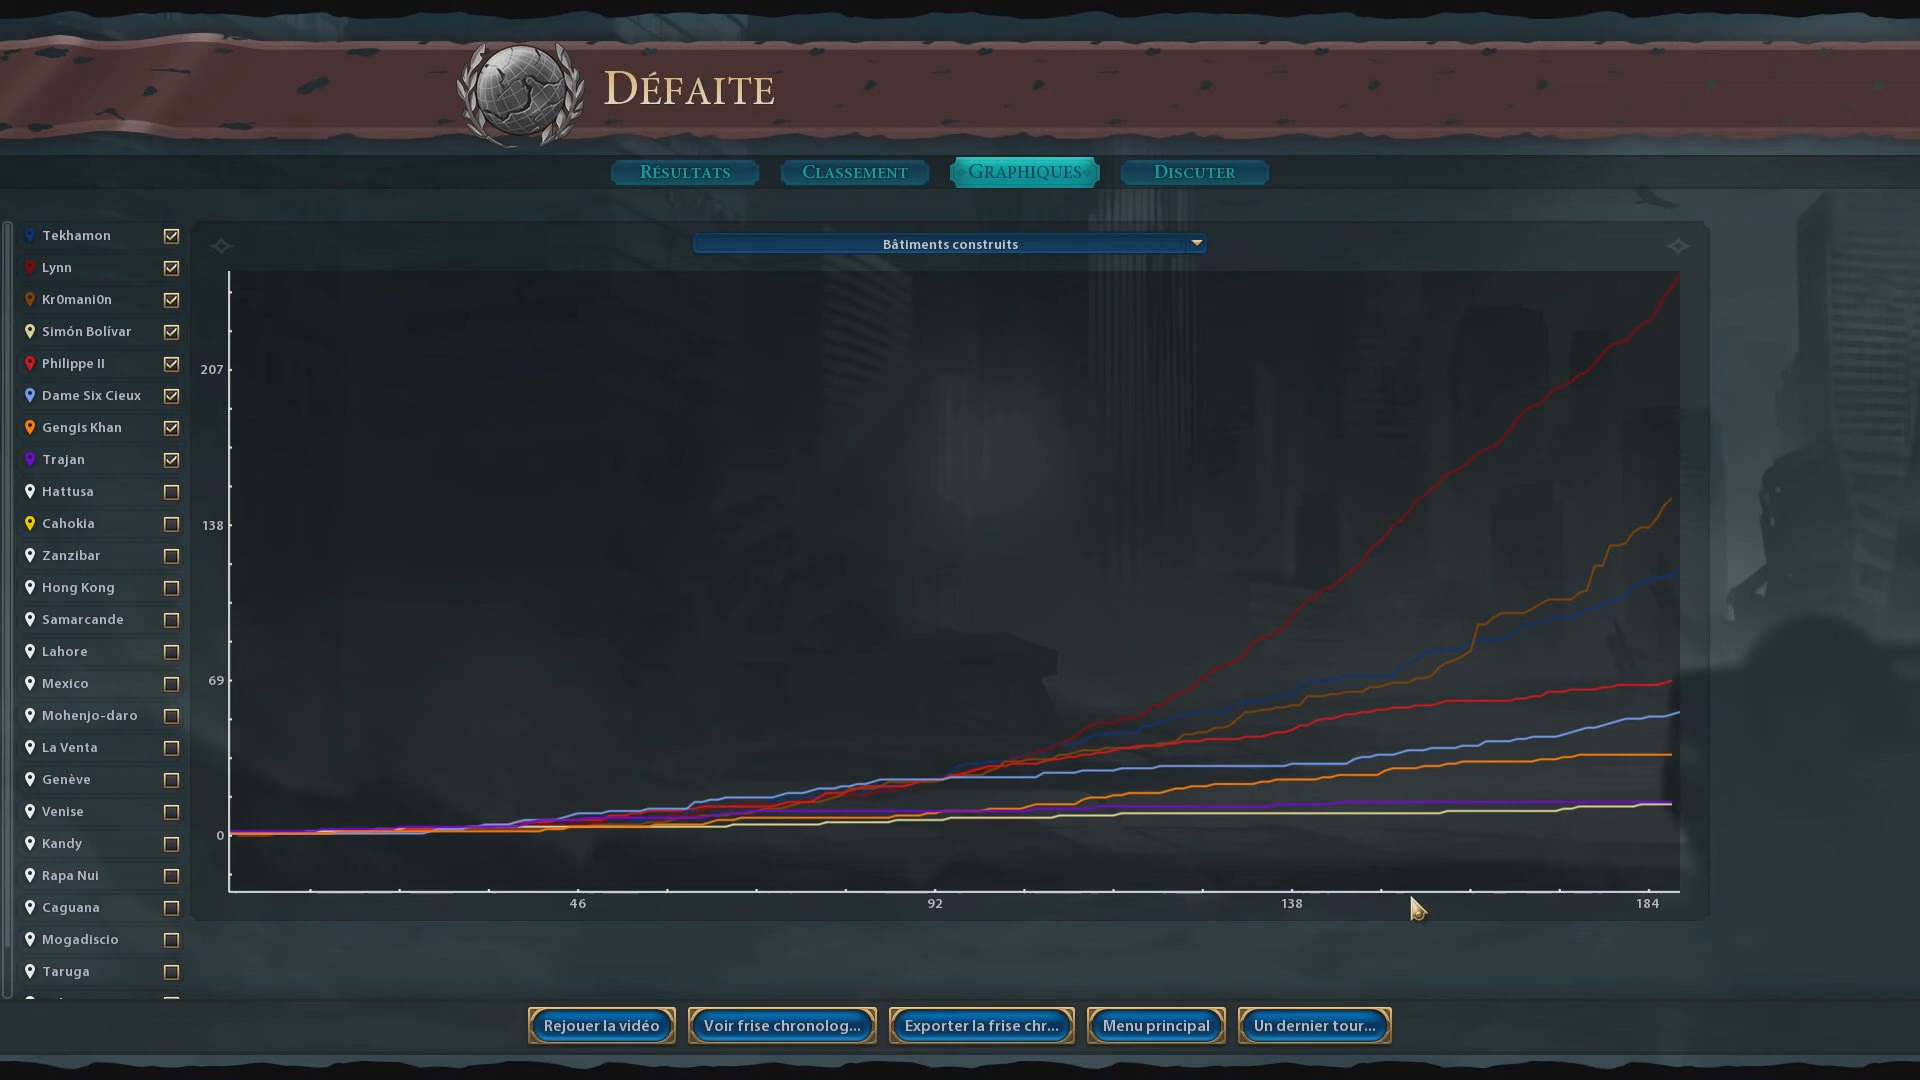 Défaite
Résultats
Classement
Graphiques
Discuter
Tekhamon
Lynn
Kr0mani0n
Simón Bolívar
Philippe II
Dame Six Cieux
Gengis Khan
Trajan
Hattusa
Cahokia
Zanzibar
Hong Kong
Samarcande
Lahore
Mexico
Mohenjo-daro
La Venta
Genève
Venise
Kandy
Rapa Nui
Caguana
Mogadiscio
Taruga
Bâtiments construits
207
138
69
0
46 92 138 184
Rejouer la vidéo
Voir frise chronolog...
Exporter la frise chr...
Menu principal
Un dernier tour...